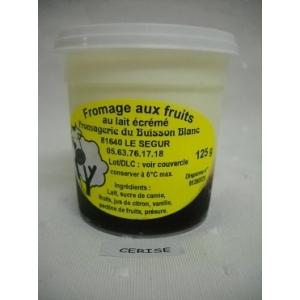 Fromage aux fruits
au lait écrémé
Fromagerie du Buisson Blanc
81640 LE SEGUR
05.63.76.17.18
125 g
Lot/DLC : voir couvercle
conserver à 6°C max.
Dispense n°
Ingrédients :
Lait, sucre de canne,
fruits, jus de citron, vanille,
pectine de fruits, présure.
CERISE